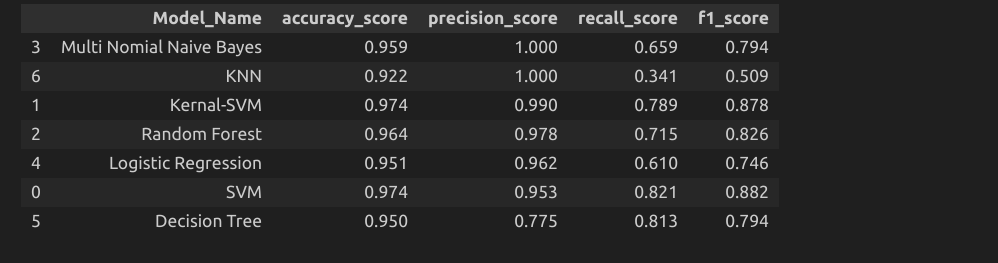 Model_Name accuracy_score precision_score recall_score f1_score
3 Multi Nomial Naive Bayes 0.959 1.000 0.659 0.794
6 KNN 0.922 1.000 0.341 0.509
1 Kernal-SVM 0.974 0.990 0.789 0.878
2 Random Forest 0.964 0.978 0.715 0.826
4 Logistic Regression 0.951 0.962 0.610 0.746
0 SVM 0.974 0.953 0.821 0.882
5 Decision Tree 0.950 0.775 0.813 0.794